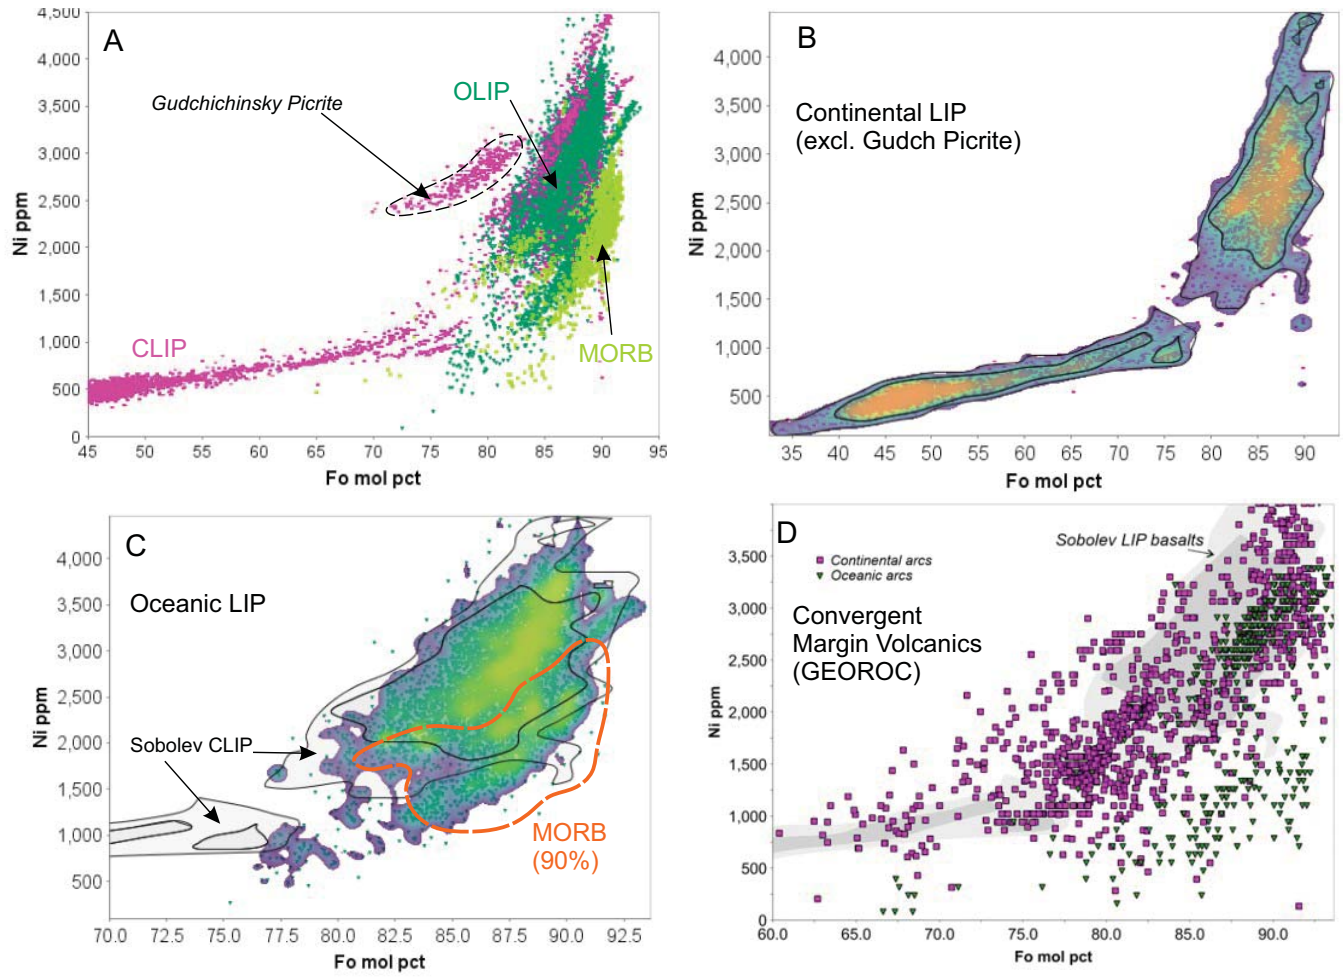 A
4,500
4,000
3,500
3,000
2,500
2,000
1,500
1,000
500
0
Ni ppm
Gudchichinsky Picrite
OLIP
CLIP
MORB
45 50 55 60 65 70 75 80 85 90 95
Fo mol pct
B
Continental LIP
(excl. Gudch Picrite)
4,000
3,500
3,000
2,500
2,000
1,500
1,000
500
Ni ppm
35 40 45 50 55 60 65 70 75 80 85 90
Fo mol pct
C
Oceanic LIP
4,000
3,500
3,000
2,500
2,000
1,500
1,000
500
Ni ppm
Sobolev CLIP
MORB
(90%)
70.0 72.5 75.0 77.5 80.0 82.5 85.0 87.5 90.0 92.5
Fo mol pct
D
Sobolev LIP basalts
Continental arcs
Oceanic arcs
Convergent
Margin Volcanics
(GEOROC)
3,500
3,000
2,500
2,000
1,500
1,000
500
0
Ni ppm
60.0 65.0 70.0 75.0 80.0 85.0 90.0
Fo mol pct